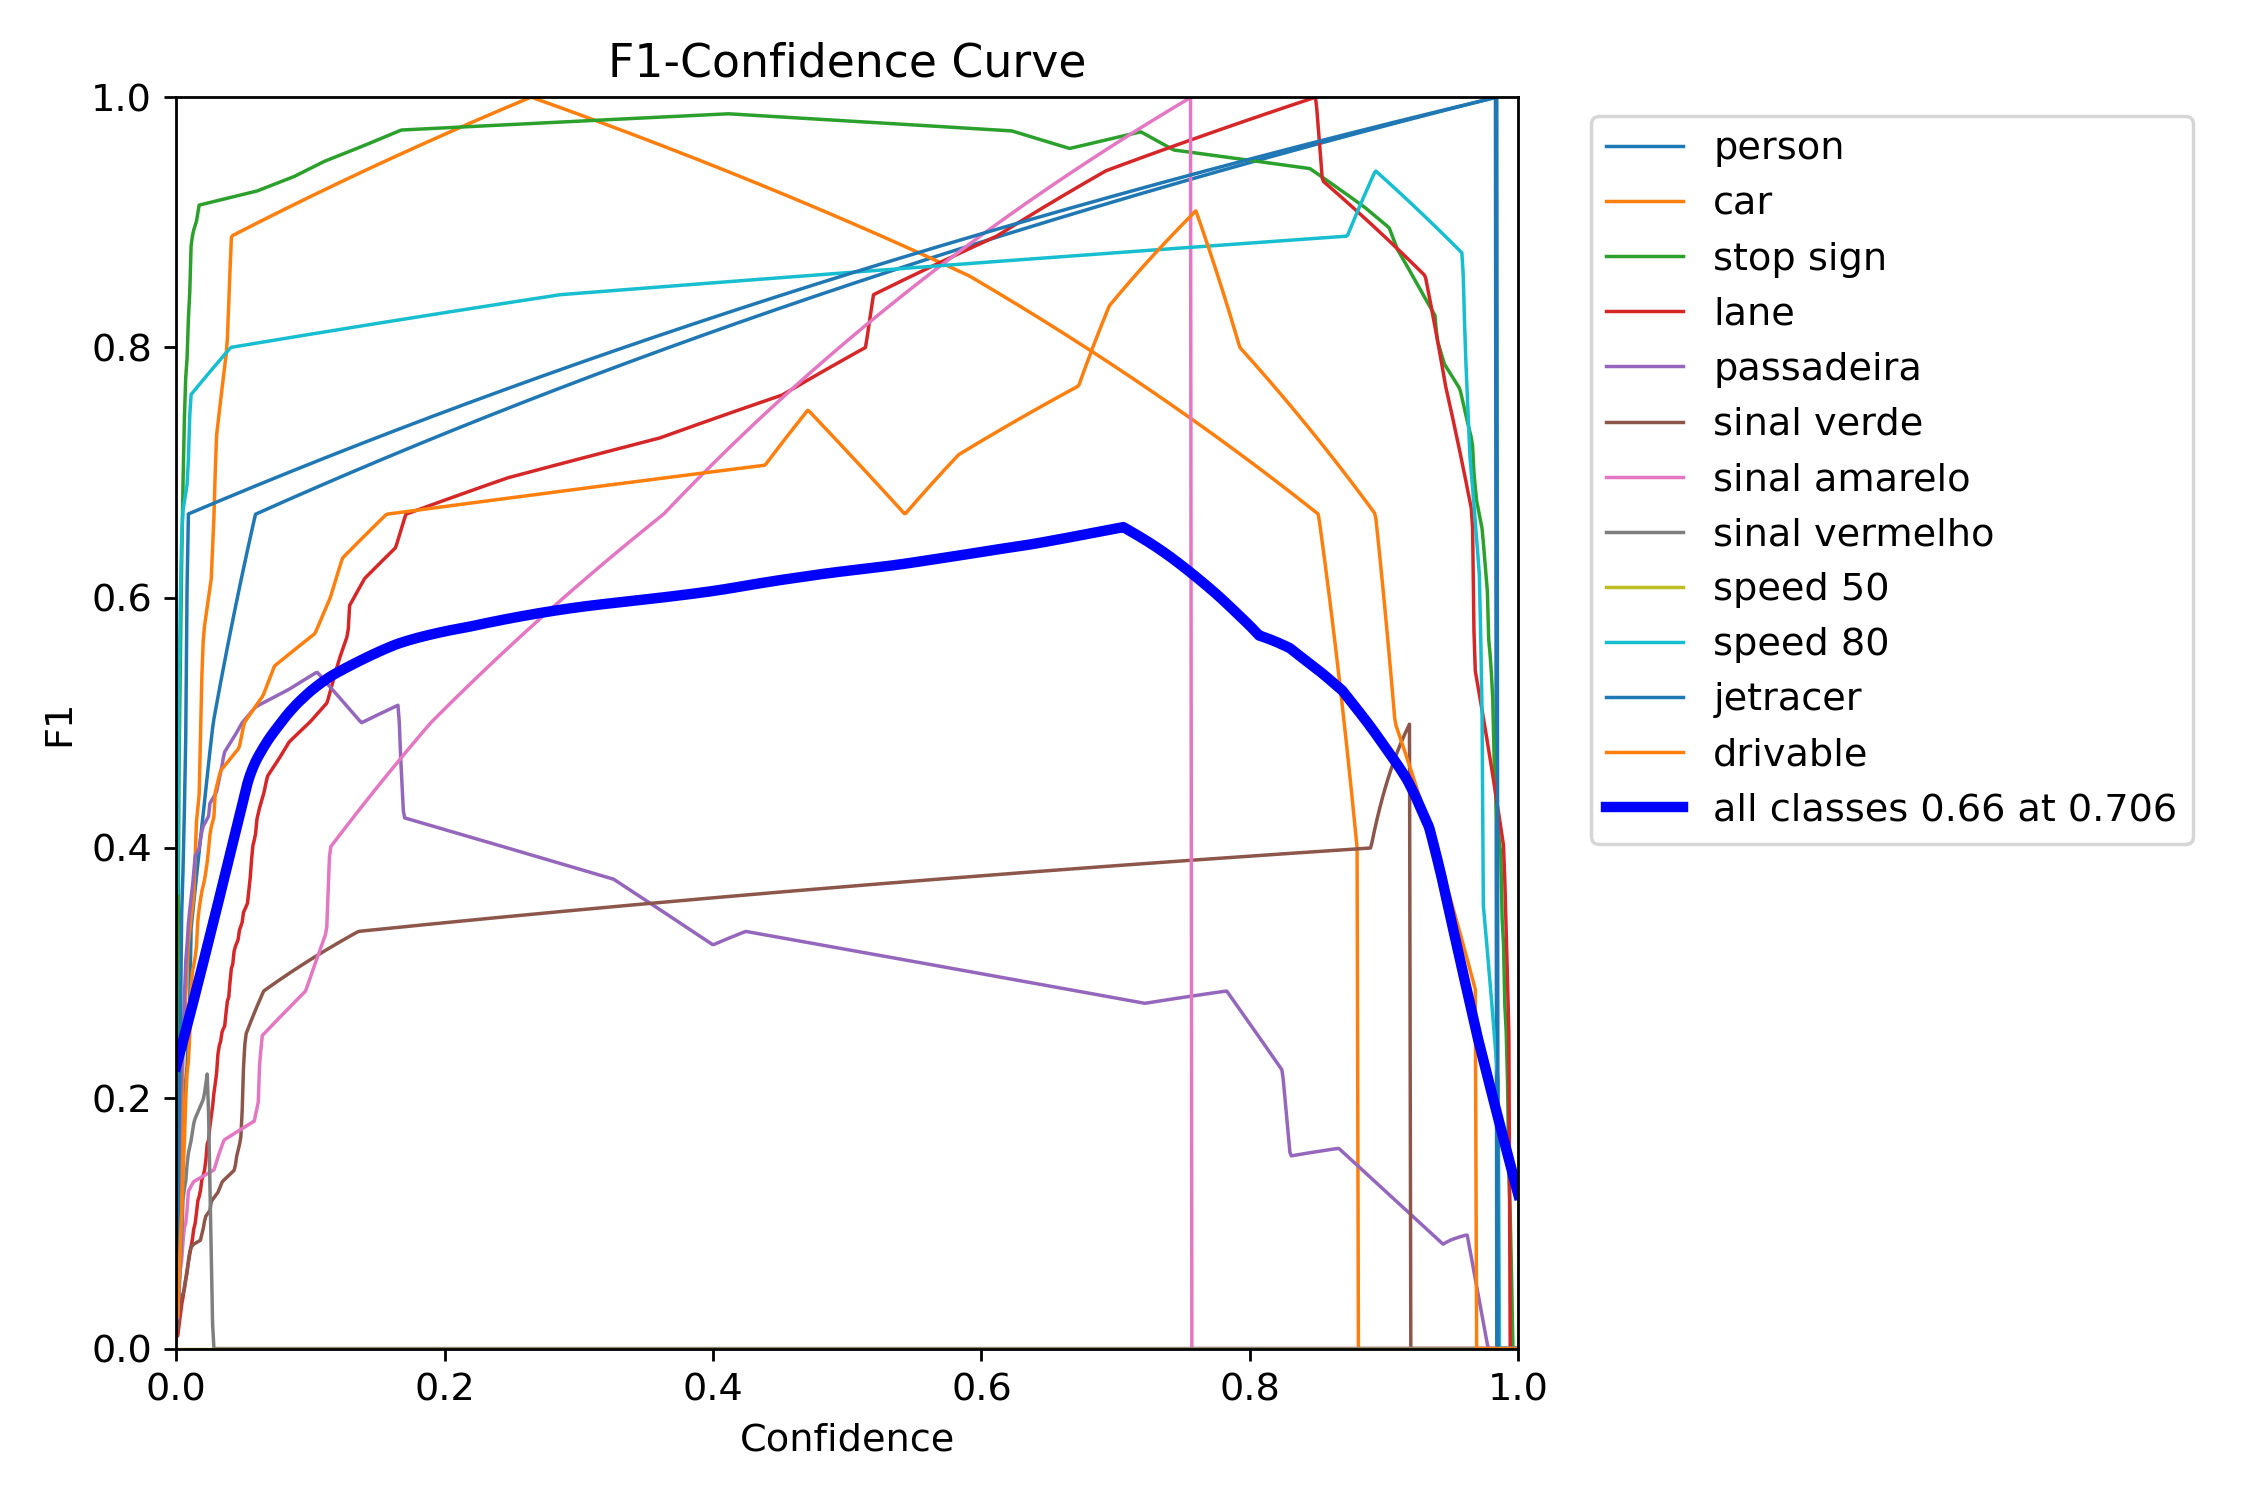 F1-Confidence Curve
1.0
0.8
0.6
0.4
0.2
0.0
F1
0.0 0.2 0.4 0.6 0.8 1.0
Confidence
person
car
stop sign
lane
passadeira
sinal verde
sinal amarelo
sinal vermelho
speed 50
speed 80
jetracer
drivable
all classes 0.66 at 0.706